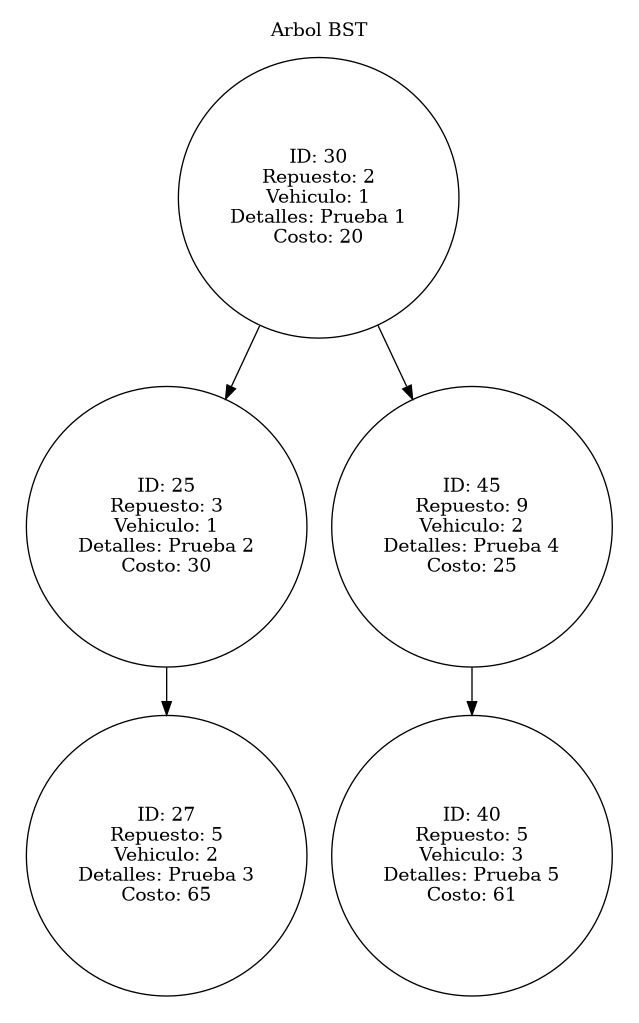 Arbol BST
ID: 30
Repuesto: 2
Vehiculo: 1
Detalles: Prueba 1
Costo: 20
ID: 25
Repuesto: 3
Vehiculo: 1
Detalles: Prueba 2
Costo: 30
ID: 45
Repuesto: 9
Vehiculo: 2
Detalles: Prueba 4
Costo: 25
ID: 27
Repuesto: 5
Vehiculo: 2
Detalles: Prueba 3
Costo: 65
ID: 40
Repuesto: 5
Vehiculo: 3
Detalles: Prueba 5
Costo: 61